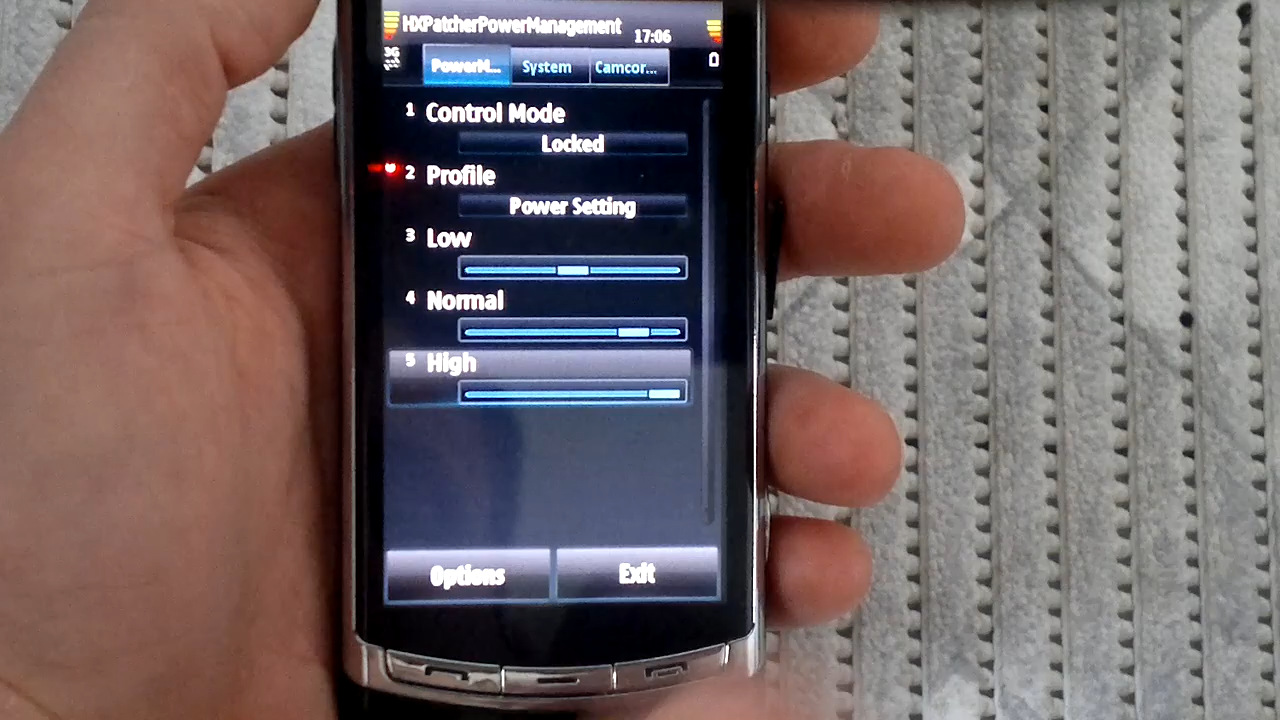 HXPatcherPowerManagement
17:06
3G
PowerM... System Camcor...
1 Control Mode
Locked
2 Profile
Power Setting
3 Low
4 Normal
5 High
Options Exit